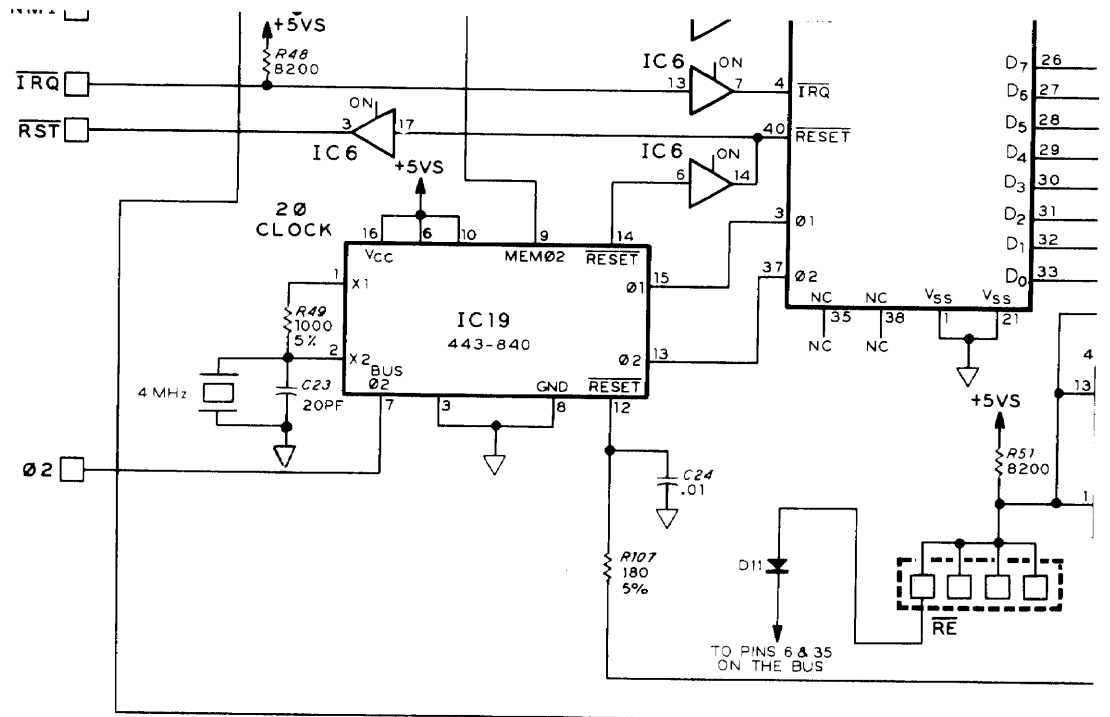 NMI
+5VS
R48
8200
IRQ
RST
ON
3
17
IC6
+5VS
IC6
13
ON
7
4
IRQ
40
RESET
IC6
6
ON
14
3
Ø1
37
Ø2
NC
NC
VSS
VSS
35
38
1
21
NC
NC
D7
26
D6
27
D5
28
D4
29
D3
30
D2
31
D1
32
D0
33
2Ø
CLOCK
16
6
10
9
14
VCC
MEMØ2
RESET
1
X1
15
Ø1
R49
1000
5%
IC19
443-840
2
X2
13
Ø2
BUS
Ø2
GND
RESET
7
3
8
12
4 MHz
C23
20PF
Ø2
C24
.01
R107
180
5%
D11
TO PINS 6 & 35
ON THE BUS
+5VS
R51
8200
4
13
1
RE